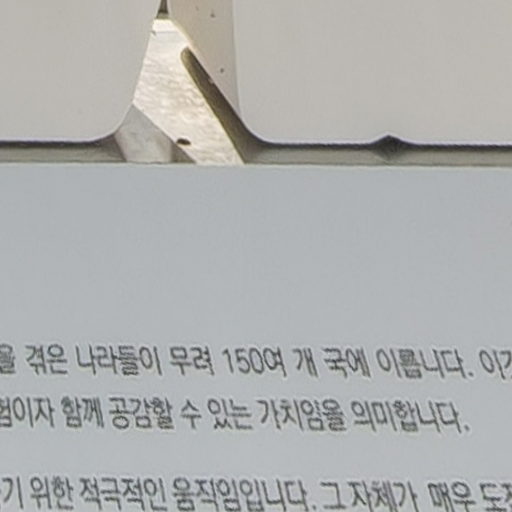 을 겪은 나라들이 무려 150여 개 국에 이릅니다.
험이자 함께 공감할 수 있는 가치임을 의미합니다.
기 위한 적극적인 움직임입니다. 그 자체가 매우